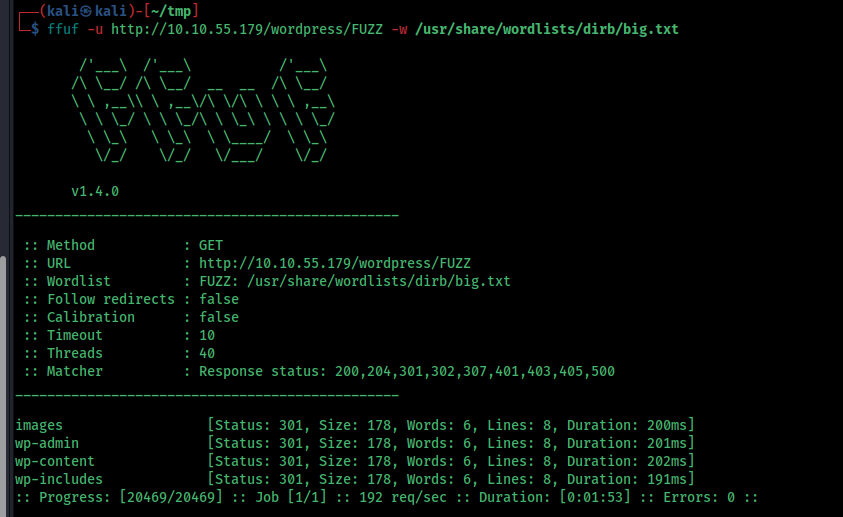 ┌──(kali㉿kali)-[~/tmp]
└─$ ffuf -u http://10.10.55.179/wordpress/FUZZ -w /usr/share/wordlists/dirb/big.txt
        /'___\  /'___\           /'___\
       /\ \__/ /\ \__/  __  __  /\ \__/
       \ \ ,__\\ \ ,__\/\ \/\ \ \ \ ,__\
        \ \ \_/ \ \ \_/\ \ \_\ \ \ \ \_/
         \ \_\   \ \_\  \ \____/  \ \_\
          \/_/    \/_/   \/___/    \/_/
       v1.4.0
________________________________________________
 :: Method           : GET
 :: URL              : http://10.10.55.179/wordpress/FUZZ
 :: Wordlist         : FUZZ: /usr/share/wordlists/dirb/big.txt
 :: Follow redirects : false
 :: Calibration      : false
 :: Timeout          : 10
 :: Threads          : 40
 :: Matcher          : Response status: 200,204,301,302,307,401,403,405,500
________________________________________________
images                  [Status: 301, Size: 178, Words: 6, Lines: 8, Duration: 200ms]
wp-admin                [Status: 301, Size: 178, Words: 6, Lines: 8, Duration: 201ms]
wp-content              [Status: 301, Size: 178, Words: 6, Lines: 8, Duration: 202ms]
wp-includes             [Status: 301, Size: 178, Words: 6, Lines: 8, Duration: 191ms]
:: Progress: [20469/20469] :: Job [1/1] :: 192 req/sec :: Duration: [0:01:53] :: Errors: 0 ::